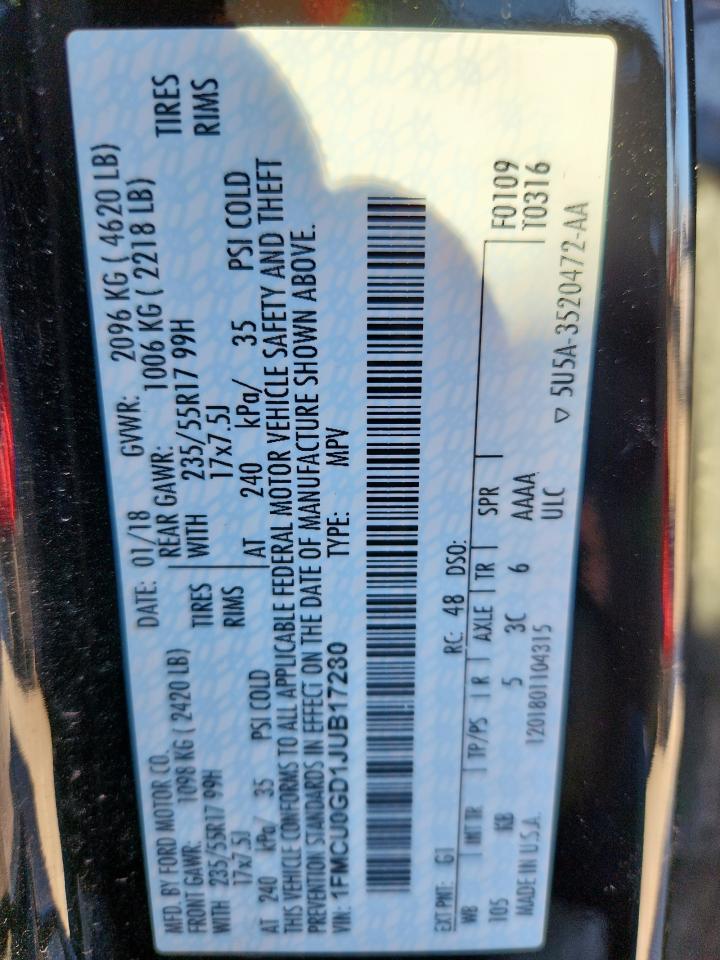 MFD. BY FORD MOTOR CO. DATE: 01/18 GVWR: 2096 KG ( 4620 LB)
FRONT GAWR: 1098 KG ( 2420 LB) REAR GAWR: 1006 KG ( 2218 LB)
WITH 235/55R17 99H TIRES WITH 235/55R17 99H TIRES
17x7.5J RIMS 17x7.5J RIMS
AT 240 kPa/ 35 PSI COLD AT 240 kPa/ 35 PSI COLD
THIS VEHICLE CONFORMS TO ALL APPLICABLE FEDERAL MOTOR VEHICLE SAFETY AND THEFT
PREVENTION STANDARDS IN EFFECT ON THE DATE OF MANUFACTURE SHOWN ABOVE.
VIN: 1FMCU0GD1JUB17280 TYPE: MPV
EXT PNT: G1 RC: 48 DSO: F0109
WB INT TR TP/PS R AXLE TR SPR T0316
105 KB 5 3C 6 AAAA
ULC
MADE IN U.S.A. 1201801104315 ▽ 5U5A-3520472-AA